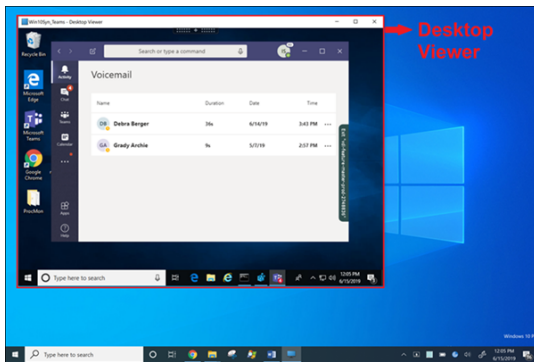 Win10Syn_Teams - Desktop Viewer
Desktop
Viewer
Recycle Bin
Search or type a command
Microsoft
Edge
Microsoft
Teams
Google
Chrome
ProcMon
Activity
Chat
Teams
Calendar
Apps
Help
Voicemail
Name Duration Date Time
DB Debra Berger 36s 6/14/19 3:43 PM
GA Grady Archie 9s 5/7/19 2:57 PM
Type here to search
12:05 PM
6/15/2019
Windows 10
Type here to search
12:05 PM
6/15/2019